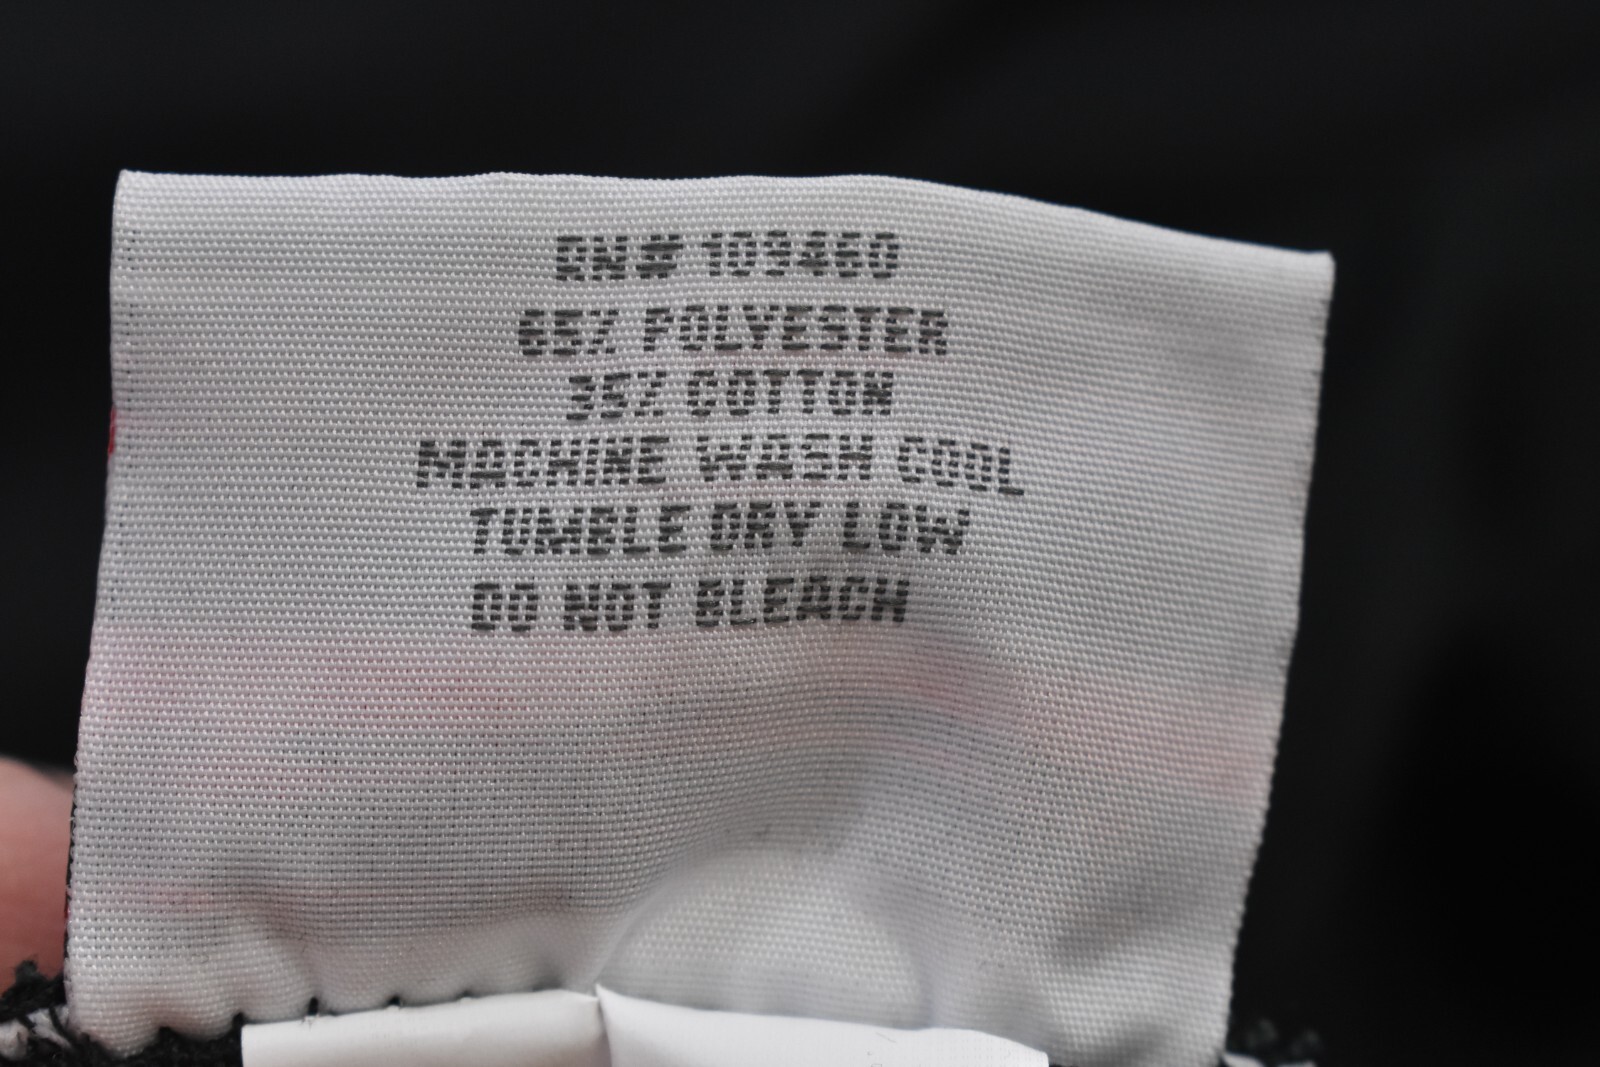 RN# 109460
65% POLYESTER
35% COTTON
MACHINE WASH COOL
TUMBLE DRY LOW
DO NOT BLEACH